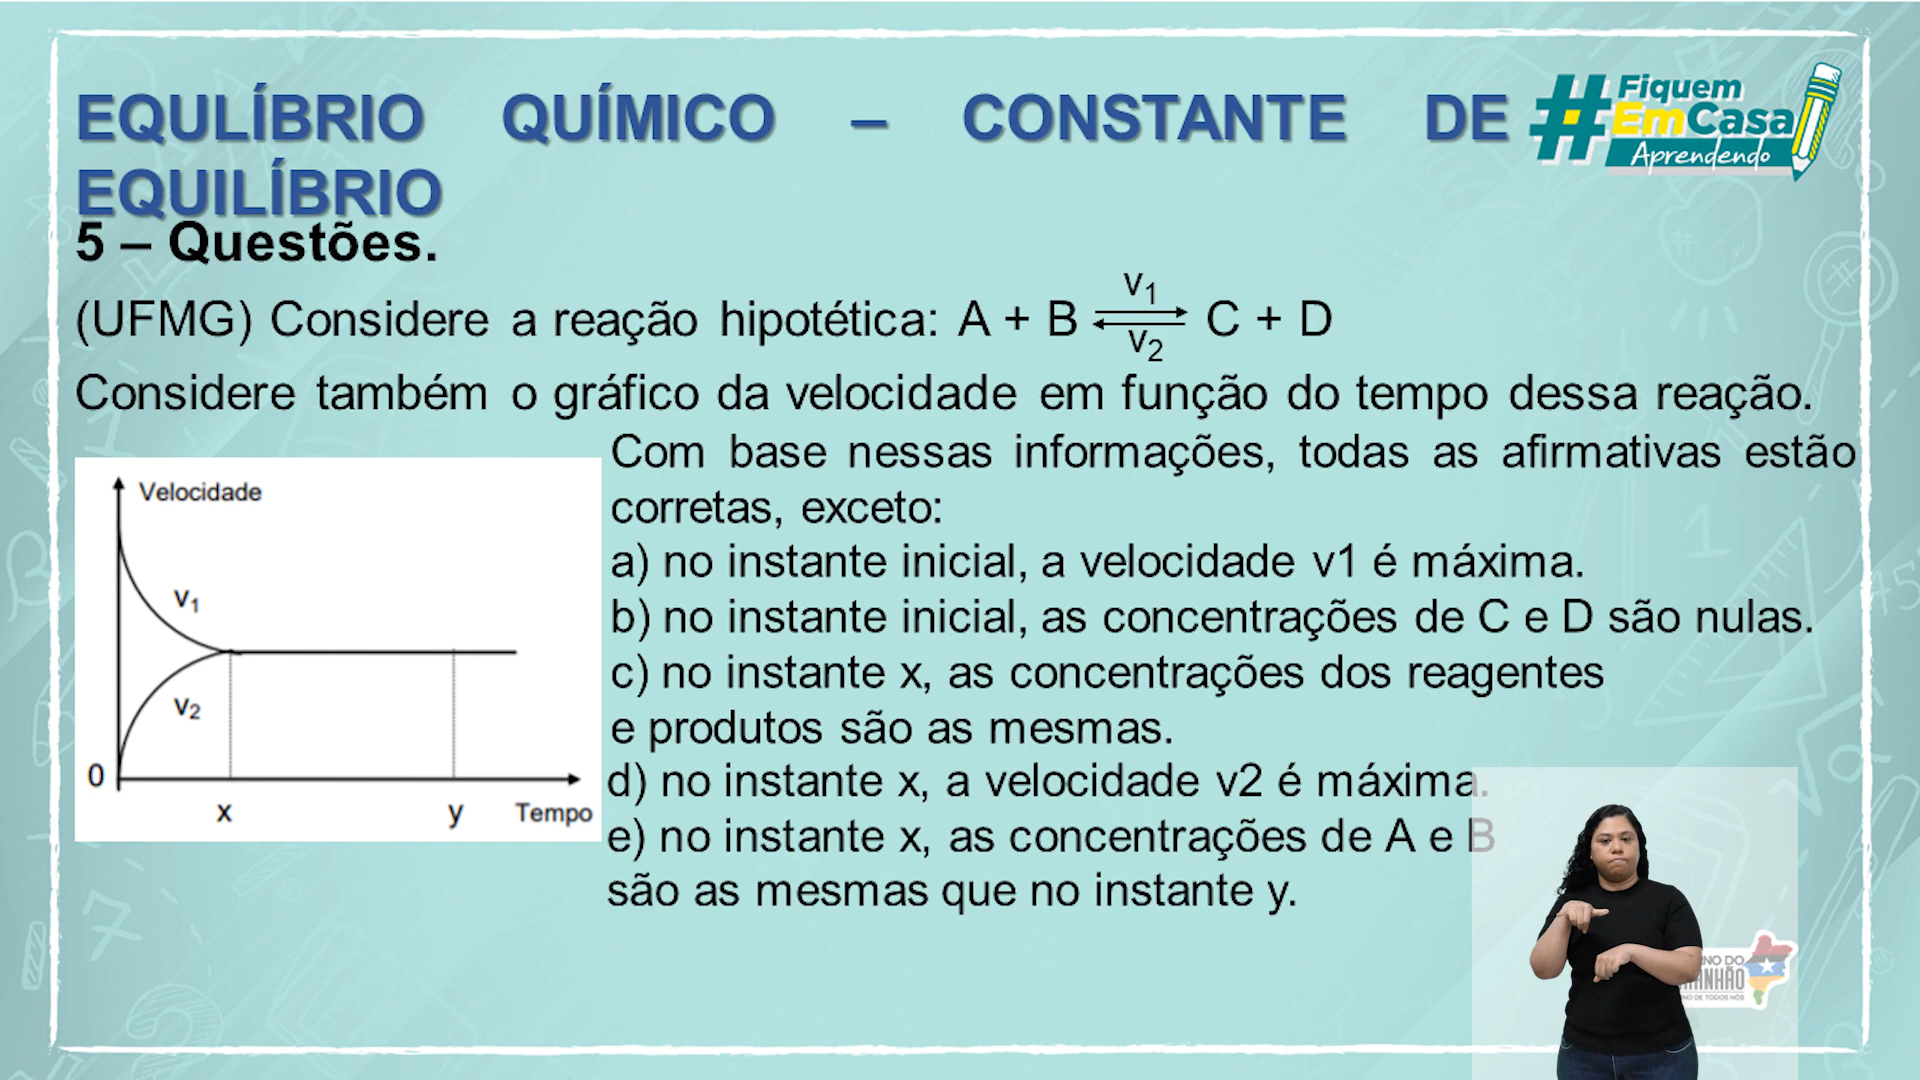 EQULÍBRIO QUÍMICO – CONSTANTE DE
EQUILÍBRIO
#Fiquem
EmCasa
Aprendendo
5 – Questões.
(UFMG) Considere a reação hipotética: A + B v1 ⇌ v2 C + D
Considere também o gráfico da velocidade em função do tempo dessa reação.
Com base nessas informações, todas as afirmativas estão
corretas, exceto:
a) no instante inicial, a velocidade v1 é máxima.
b) no instante inicial, as concentrações de C e D são nulas.
c) no instante x, as concentrações dos reagentes
e produtos são as mesmas.
d) no instante x, a velocidade v2 é máxima.
e) no instante x, as concentrações de A e B
são as mesmas que no instante y.
Velocidade
v1
v2
0
x y Tempo